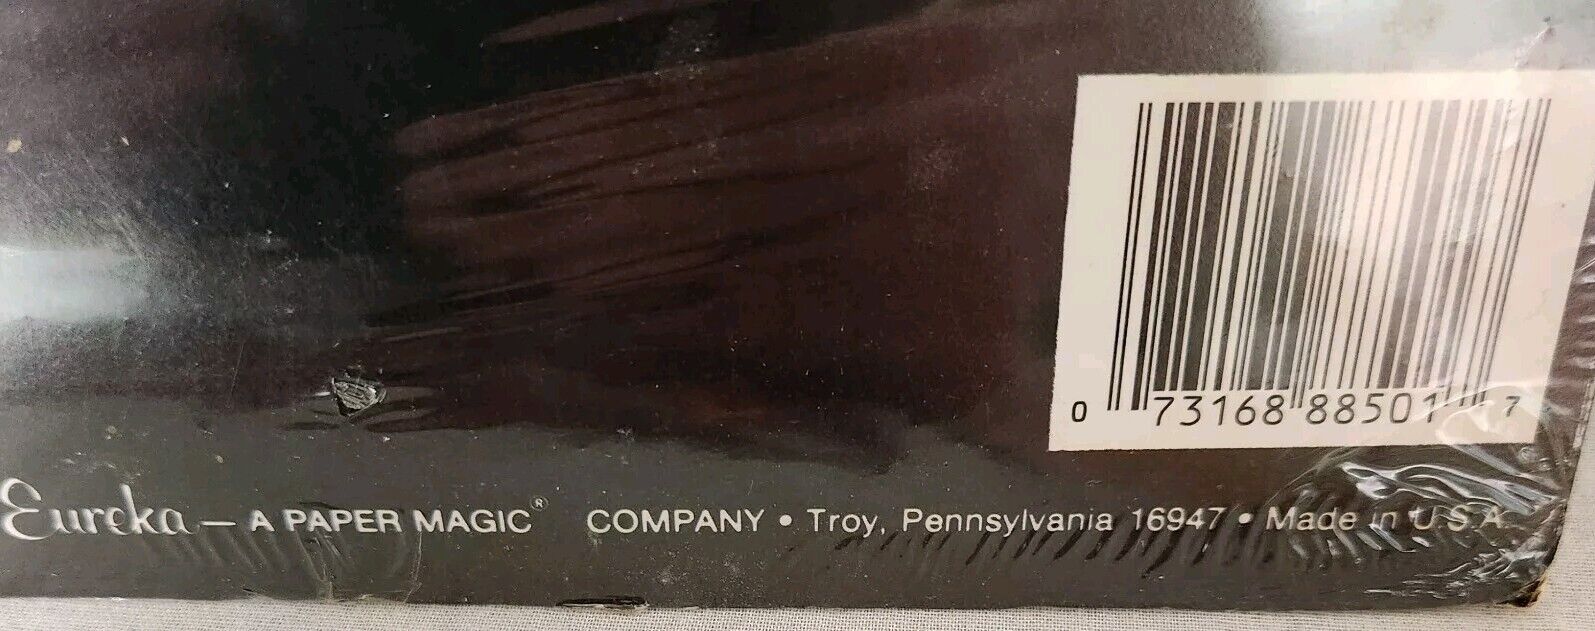 0 73168 88501 7
Eureka — A PAPER MAGIC® COMPANY • Troy, Pennsylvania 16947 • Made in U.S.A.